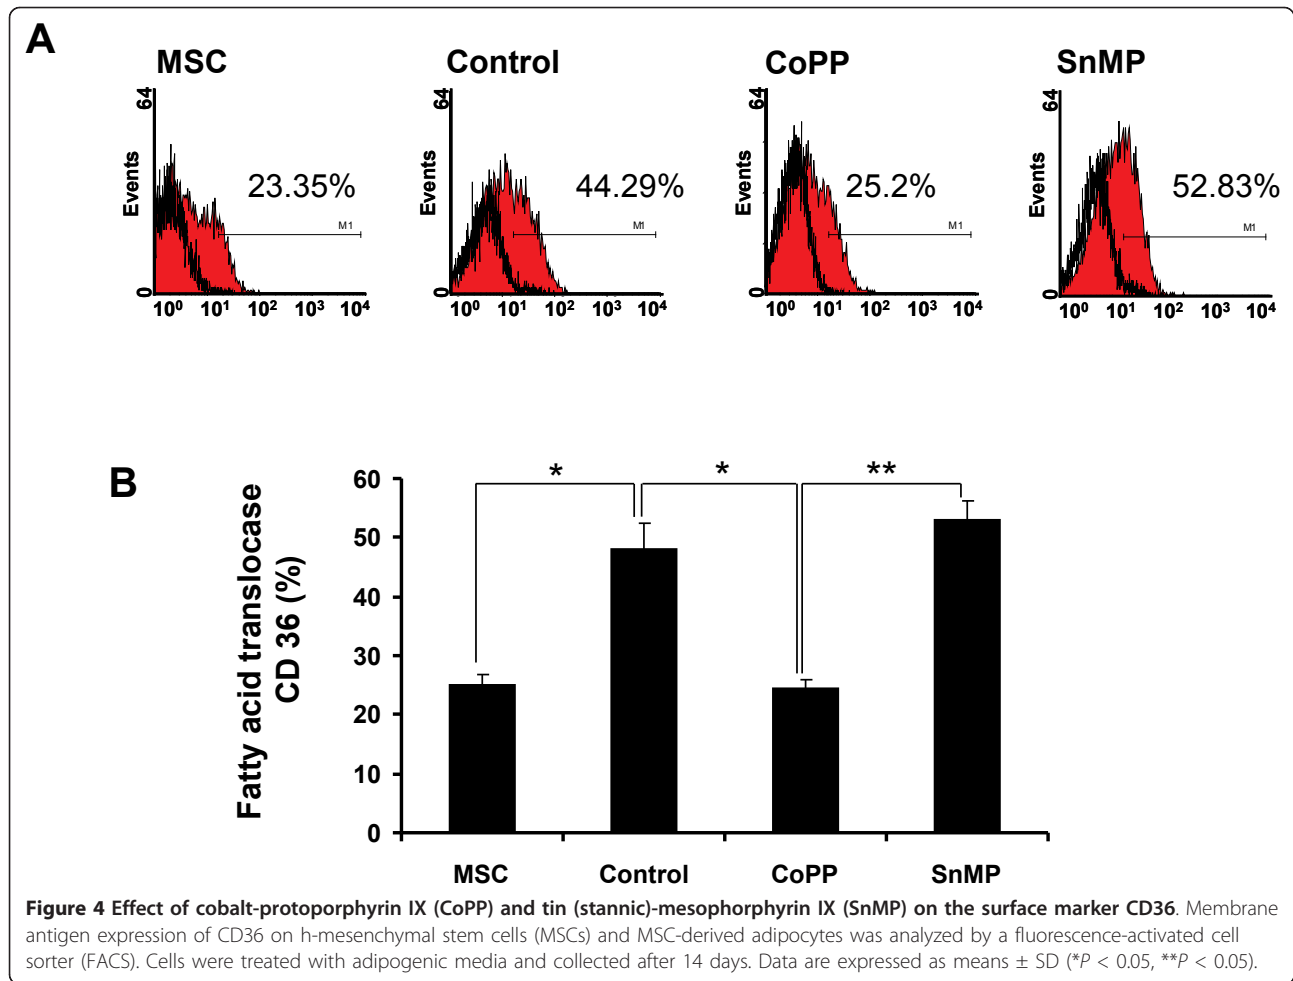 A
MSC
Control
CoPP
SnMP
64
Events
0
23.35%
M1
10⁰ 10¹ 10² 10³ 10⁴
64
Events
0
44.29%
M1
10⁰ 10¹ 10² 10³ 10⁴
64
Events
0
25.2%
M1
10⁰ 10¹ 10² 10³ 10⁴
64
Events
0
52.83%
M1
10⁰ 10¹ 10² 10³ 10⁴
B
Fatty acid translocase
CD 36 (%)
60
50
40
30
20
10
0
*
*
**
MSC
Control
CoPP
SnMP
Figure 4 Effect of cobalt-protoporphyrin IX (CoPP) and tin (stannic)-mesophorphyrin IX (SnMP) on the surface marker CD36. Membrane
antigen expression of CD36 on h-mesenchymal stem cells (MSCs) and MSC-derived adipocytes was analyzed by a fluorescence-activated cell
sorter (FACS). Cells were treated with adipogenic media and collected after 14 days. Data are expressed as means ± SD (*P < 0.05, **P < 0.05).